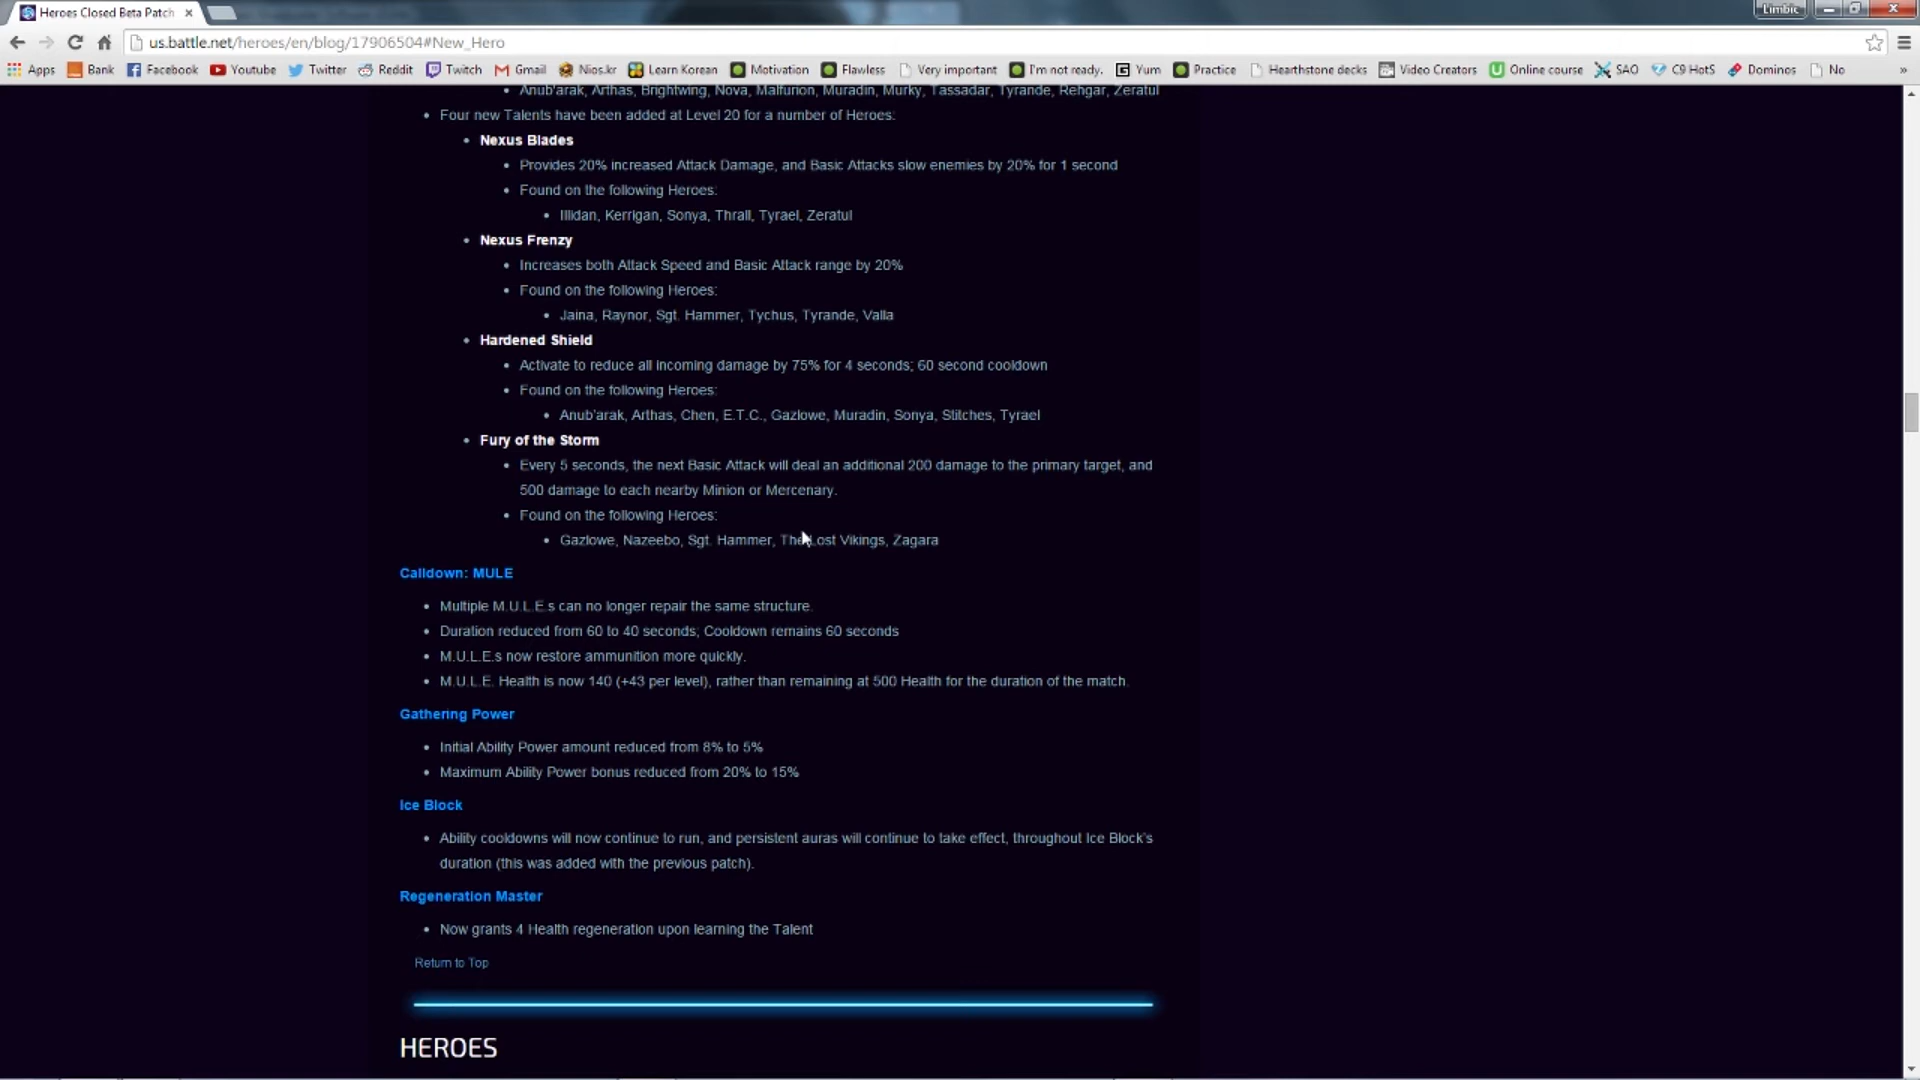 Heroes Closed Beta Patch
Limbic
us.battle.net/heroes/en/blog/17906504#New_Hero
Apps Bank Facebook Youtube Twitter Reddit Twitch Gmail Nios.kr Learn Korean Motivation Flawless Very important I'm not ready. Yum Practice Hearthstone decks Video Creators Online course SAO C9 HotS Dominos No »
Anub'arak, Arthas, Brightwing, Nova, Malfurion, Muradin, Murky, Tassadar, Tyrande, Rehgar, Zeratul
Four new Talents have been added at Level 20 for a number of Heroes:
Nexus Blades
Provides 20% increased Attack Damage, and Basic Attacks slow enemies by 20% for 1 second
Found on the following Heroes:
Illidan, Kerrigan, Sonya, Thrall, Tyrael, Zeratul
Nexus Frenzy
Increases both Attack Speed and Basic Attack range by 20%
Found on the following Heroes:
Jaina, Raynor, Sgt. Hammer, Tychus, Tyrande, Valla
Hardened Shield
Activate to reduce all incoming damage by 75% for 4 seconds; 60 second cooldown
Found on the following Heroes:
Anub'arak, Arthas, Chen, E.T.C., Gazlowe, Muradin, Sonya, Stitches, Tyrael
Fury of the Storm
Every 5 seconds, the next Basic Attack will deal an additional 200 damage to the primary target, and
500 damage to each nearby Minion or Mercenary.
Found on the following Heroes:
Gazlowe, Nazeebo, Sgt. Hammer, The Lost Vikings, Zagara
Calldown: MULE
Multiple M.U.L.E.s can no longer repair the same structure.
Duration reduced from 60 to 40 seconds; Cooldown remains 60 seconds
M.U.L.E.s now restore ammunition more quickly.
M.U.L.E. Health is now 140 (+43 per level), rather than remaining at 500 Health for the duration of the match.
Gathering Power
Initial Ability Power amount reduced from 8% to 5%
Maximum Ability Power bonus reduced from 20% to 15%
Ice Block
Ability cooldowns will now continue to run, and persistent auras will continue to take effect, throughout Ice Block's
duration (this was added with the previous patch).
Regeneration Master
Now grants 4 Health regeneration upon learning the Talent
Return to Top
HEROES